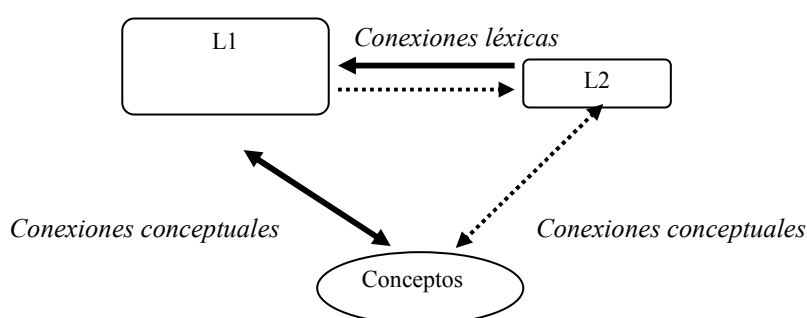 L1
Conexiones léxicas
L2
Conexiones conceptuales
Conexiones conceptuales
Conceptos